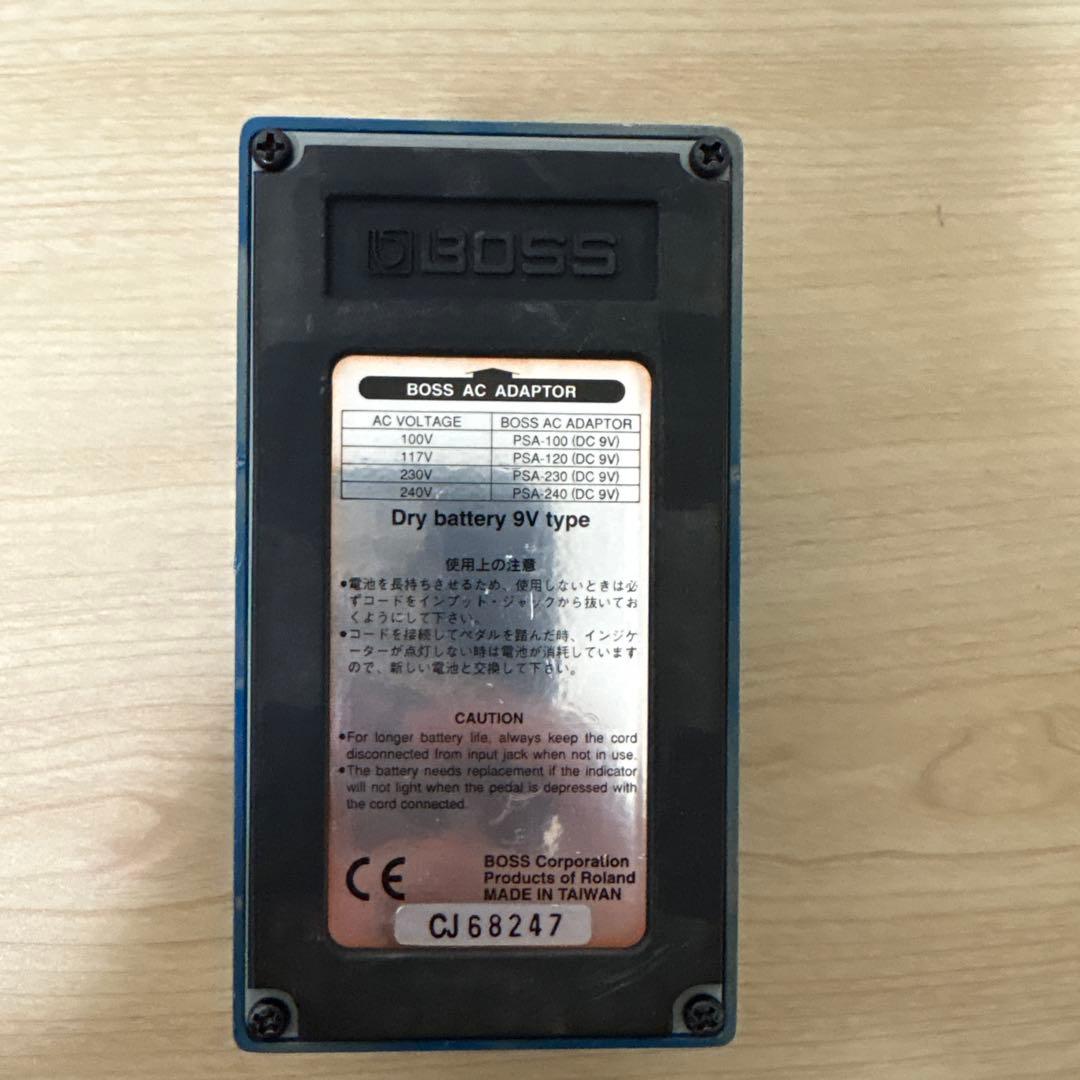 BOSS
BOSS AC ADAPTOR
AC VOLTAGE BOSS AC ADAPTOR
100V PSA-100 (DC 9V)
117V PSA-120 (DC 9V)
230V PSA-230 (DC 9V)
240V PSA-240 (DC 9V)
Dry battery 9V type
使用上の注意
●電池を長持ちさせるため、使用しないときは必
ずコードをインプット・ジャックから抜いてお
くようにして下さい。
●コードを接続してペダルを踏んだ時、インジケ
ーターが点灯しない時は電池が消耗しています
ので、新しい電池と交換して下さい。
CAUTION
●For longer battery life, always keep the cord
disconnected from input jack when not in use.
●The battery needs replacement if the indicator
will not light when the pedal is depressed with
the cord connected.
CE
BOSS Corporation
Products of Roland
MADE IN TAIWAN
CJ68247